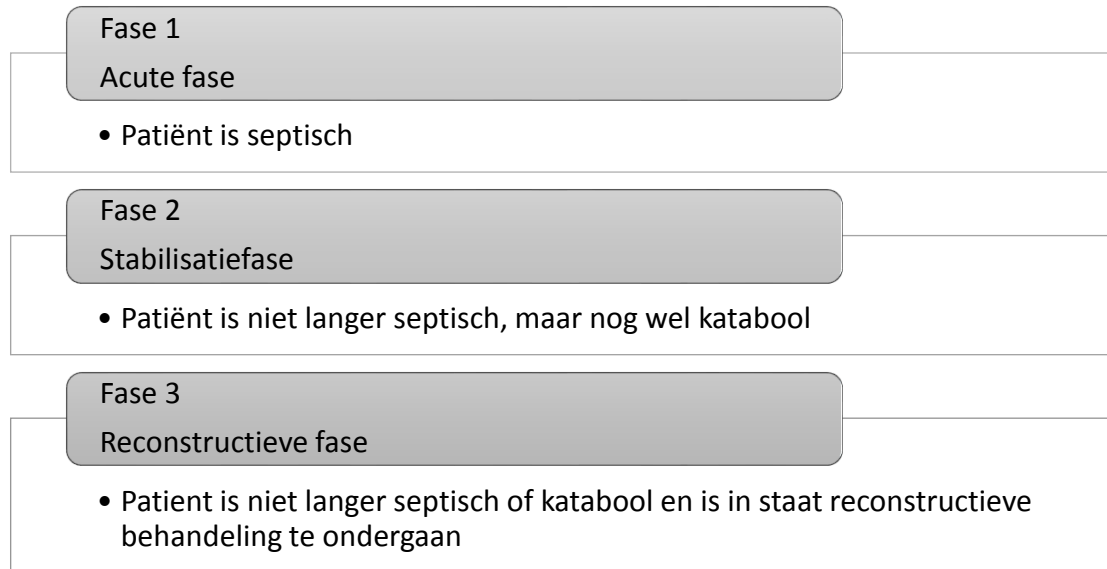 Fase 1
Acute fase
• Patiënt is septisch
Fase 2
Stabilisatiefase
• Patiënt is niet langer septisch, maar nog wel katabool
Fase 3
Reconstructieve fase
• Patient is niet langer septisch of katabool en is in staat reconstructieve
behandeling te ondergaan